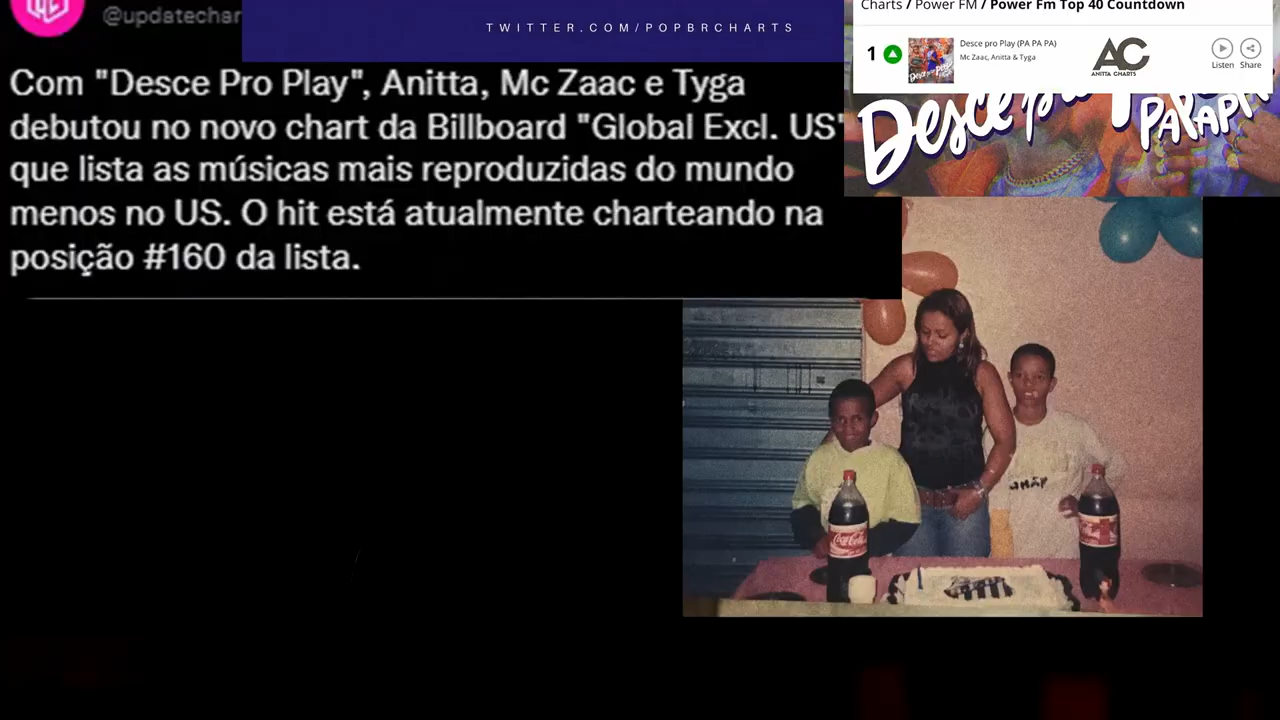 @updatechar
TWITTER.COM/POPBRCHARTS
Com "Desce Pro Play", Anitta, Mc Zaac e Tyga
debutou no novo chart da Billboard "Global Excl. US"
que lista as músicas mais reproduzidas do mundo
menos no US. O hit está atualmente charteando na
posição #160 da lista.
Charts / Power FM / Power Fm Top 40 Countdown
1
Desce pro Play (PA PA PA)
Mc Zaac, Anitta & Tyga
AC
ANITTA CHARTS
Listen
Share
Desce
PAPAPA
Coca-Cola